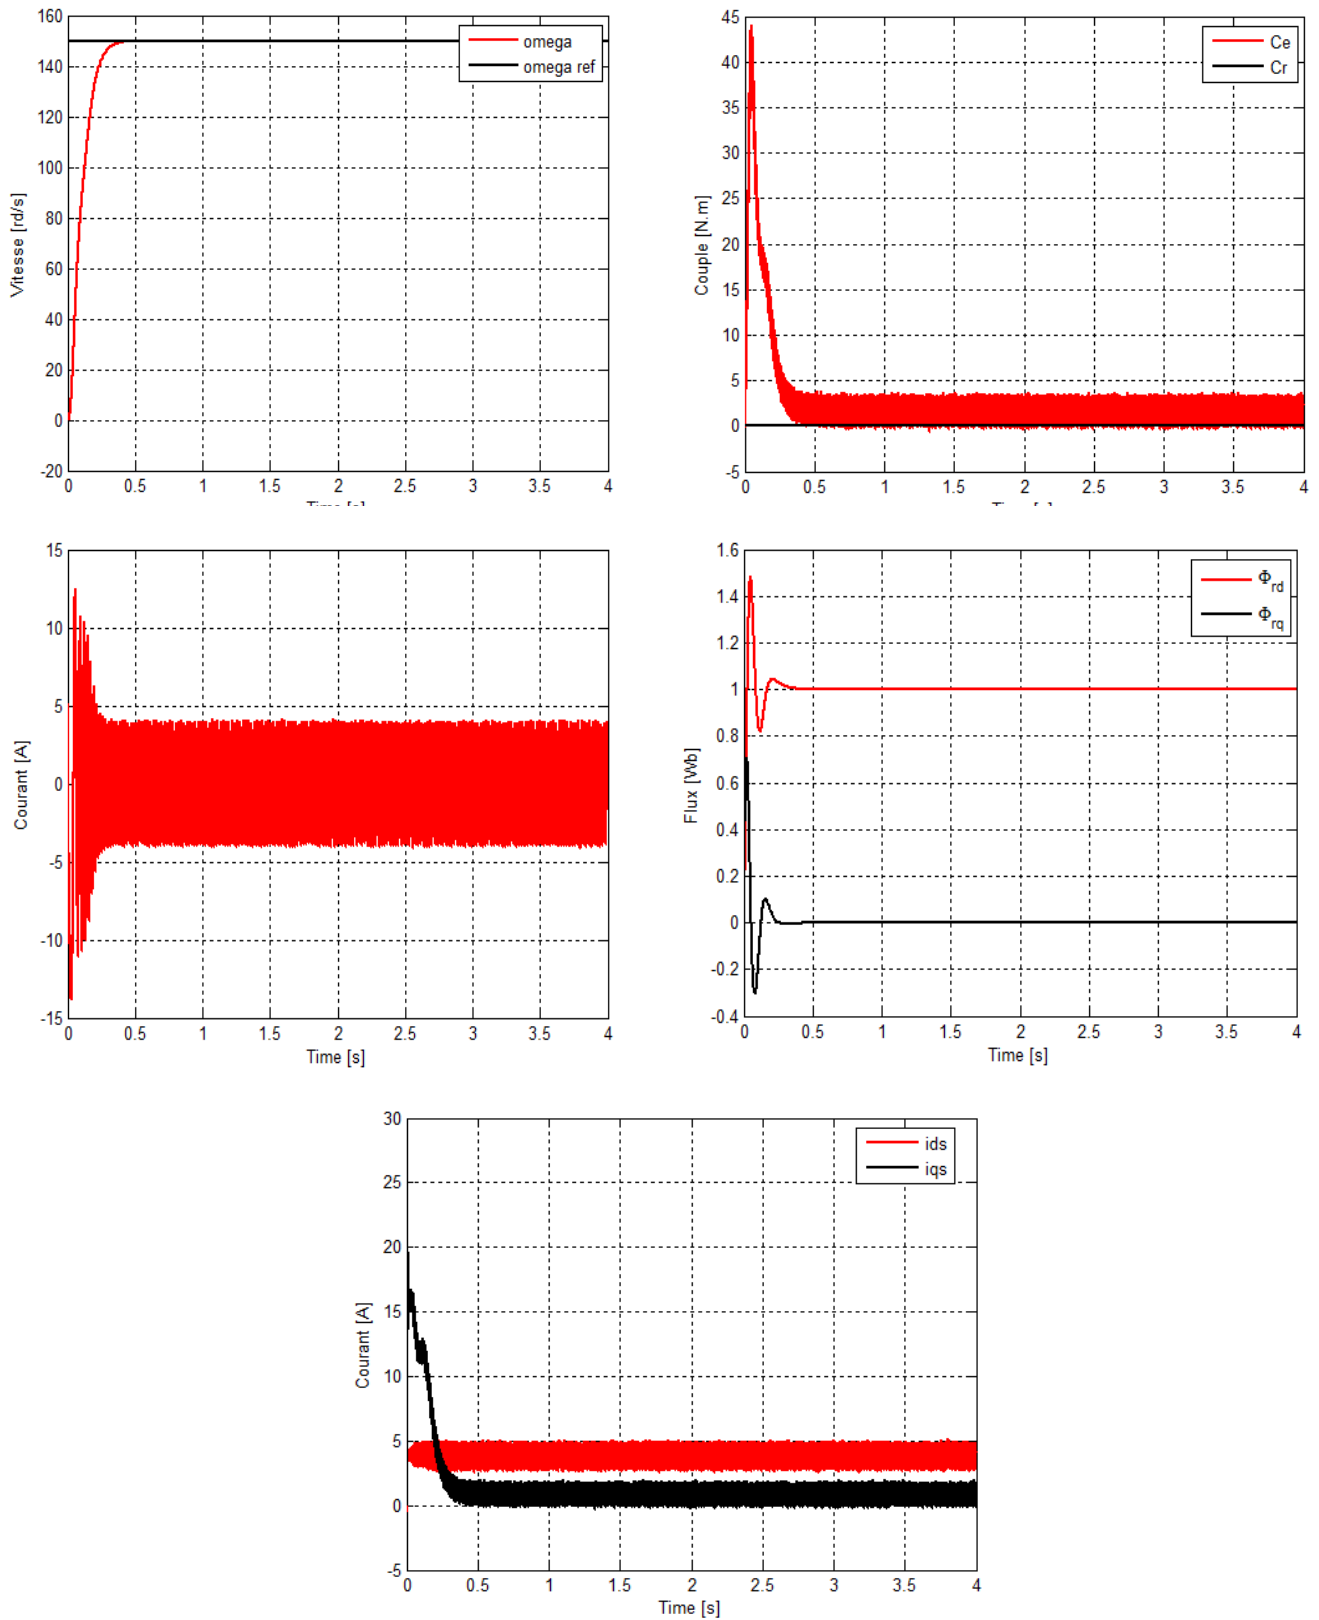 160
140
120
100
80
60
40
20
0
-20
Vitesse [rd/s]
omega
omega ref
0 0.5 1 1.5 2 2.5 3 3.5 4
Time [s]
45
40
35
30
25
20
15
10
5
0
-5
Couple [N.m]
Ce
Cr
0 0.5 1 1.5 2 2.5 3 3.5 4
15
10
5
0
-5
-10
-15
Courant [A]
0 0.5 1 1.5 2 2.5 3 3.5 4
Time [s]
1.6
1.4
1.2
1
0.8
0.6
0.4
0.2
0
-0.2
-0.4
Flux [Wb]
Φrd
Φrq
0 0.5 1 1.5 2 2.5 3 3.5 4
Time [s]
30
25
20
15
10
5
0
-5
Courant [A]
ids
iqs
0 0.5 1 1.5 2 2.5 3 3.5 4
Time [s]